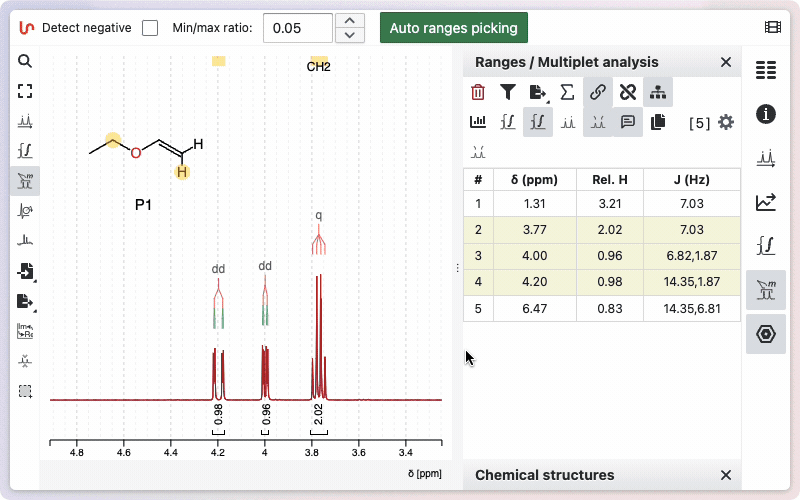 Detect negative
Min/max ratio:
0.05
Auto ranges picking
CH2
H
O
H
P1
q
dd
dd
0.98
0.96
2.02
4.8 4.6 4.4 4.2 4 3.8 3.6 3.4
δ [ppm]
Ranges / Multiplet analysis
[5]
# δ (ppm) Rel. H J (Hz)
1 1.31 3.21 7.03
2 3.77 2.02 7.03
3 4.00 0.96 6.82,1.87
4 4.20 0.98 14.35,1.87
5 6.47 0.83 14.35,6.81
Chemical structures